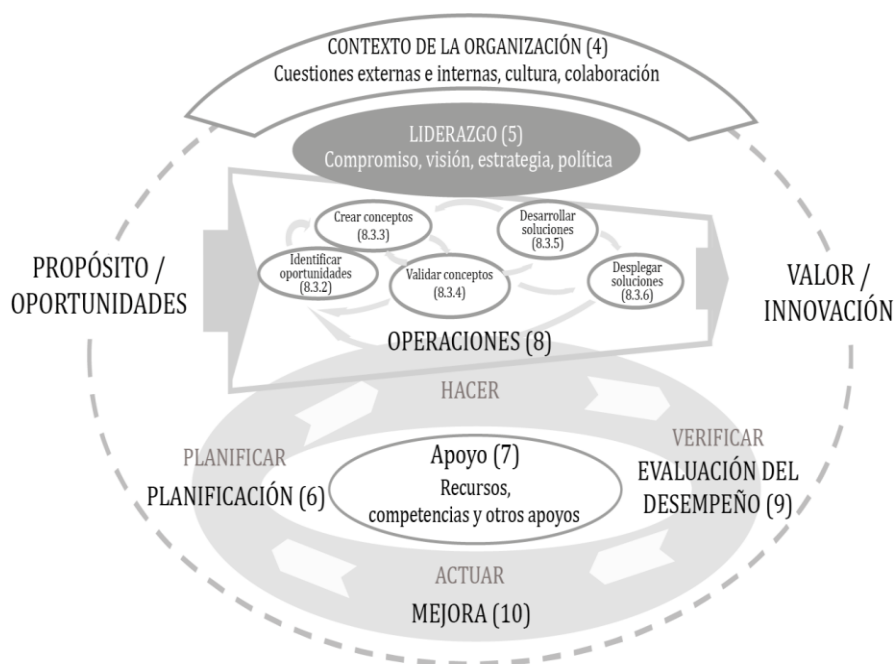 CONTEXTO DE LA ORGANIZACIÓN (4)
Cuestiones externas e internas, cultura, colaboración
LIDERAZGO (5)
Compromiso, visión, estrategia, política
Crear conceptos
(8.3.3)
Desarrollar
soluciones
(8.3.5)
Identificar
oportunidades
(8.3.2)
Validar conceptos
(8.3.4)
Desplegar
soluciones
(8.3.6)
PROPÓSITO /
OPORTUNIDADES
VALOR /
INNOVACIÓN
OPERACIONES (8)
HACER
PLANIFICAR
PLANIFICACIÓN (6)
Apoyo (7)
Recursos,
competencias y otros apoyos
VERIFICAR
EVALUACIÓN DEL
DESEMPEÑO (9)
ACTUAR
MEJORA (10)